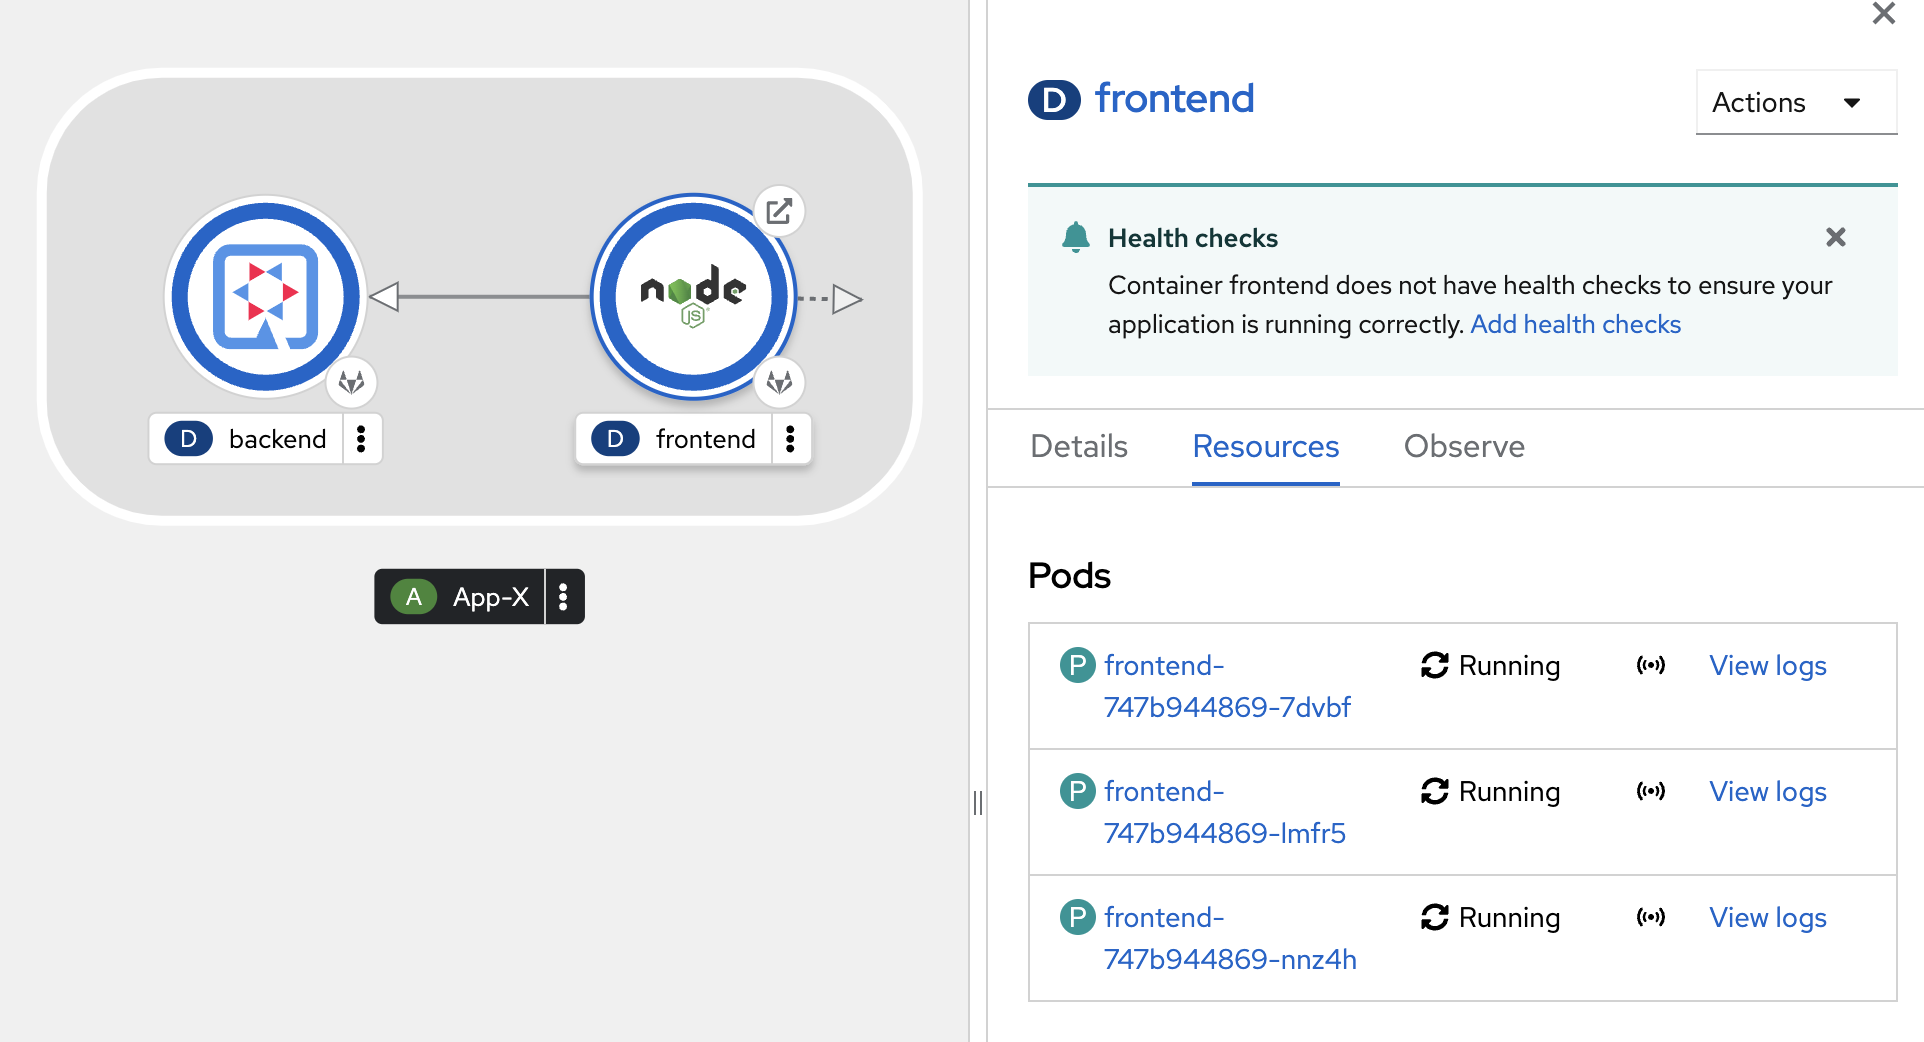 node
JS
D backend
D frontend
A App-X
D frontend
Actions
Health checks
Container frontend does not have health checks to ensure your
application is running correctly. Add health checks
Details Resources Observe
Pods
P frontend- Running View logs
747b944869-7dvbf
P frontend- Running View logs
747b944869-lmfr5
P frontend- Running View logs
747b944869-nnz4h